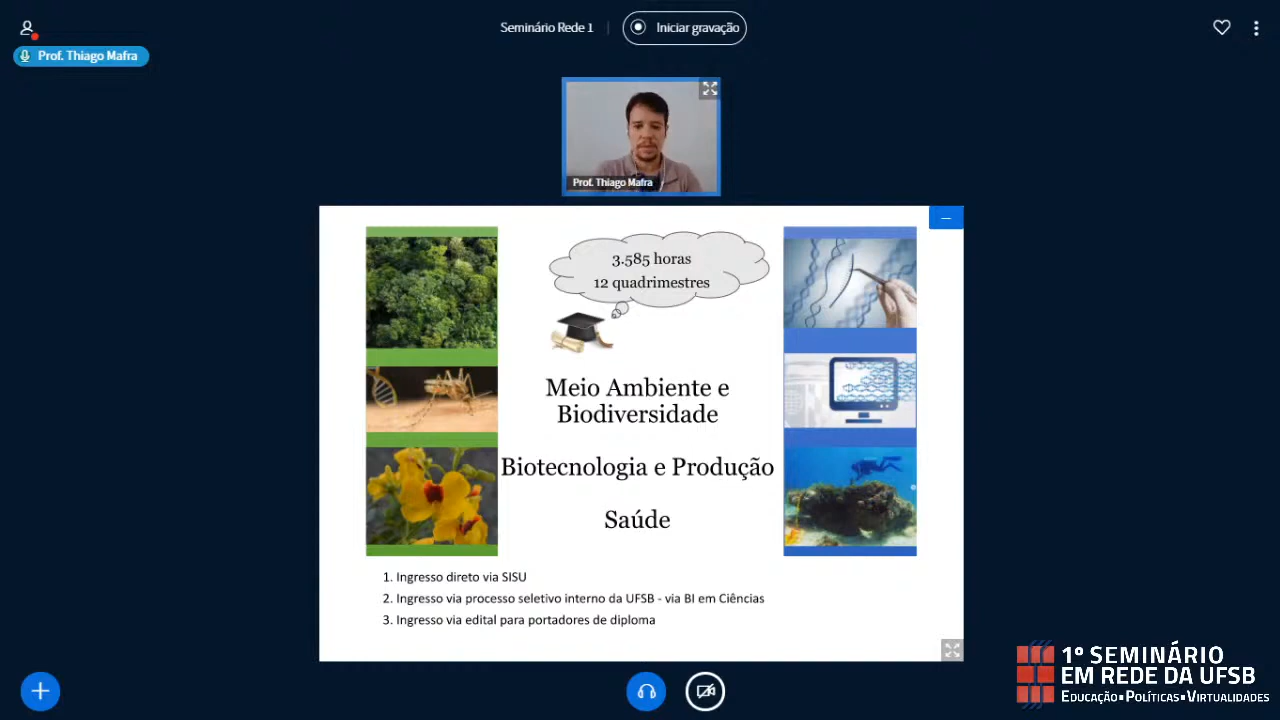 Seminário Rede 1
Iniciar gravação
Prof. Thiago Mafra
Prof. Thiago Mafra
3.585 horas
12 quadrimestres
Meio Ambiente e
Biodiversidade
Biotecnologia e Produção
Saúde
1. Ingresso direto via SISU
2. Ingresso via processo seletivo interno da UFSB - via BI em Ciências
3. Ingresso via edital para portadores de diploma
1º SEMINÁRIO
EM REDE DA UFSB
EDUCAÇÃO▪POLÍTICAS▪VIRTUALIDADES